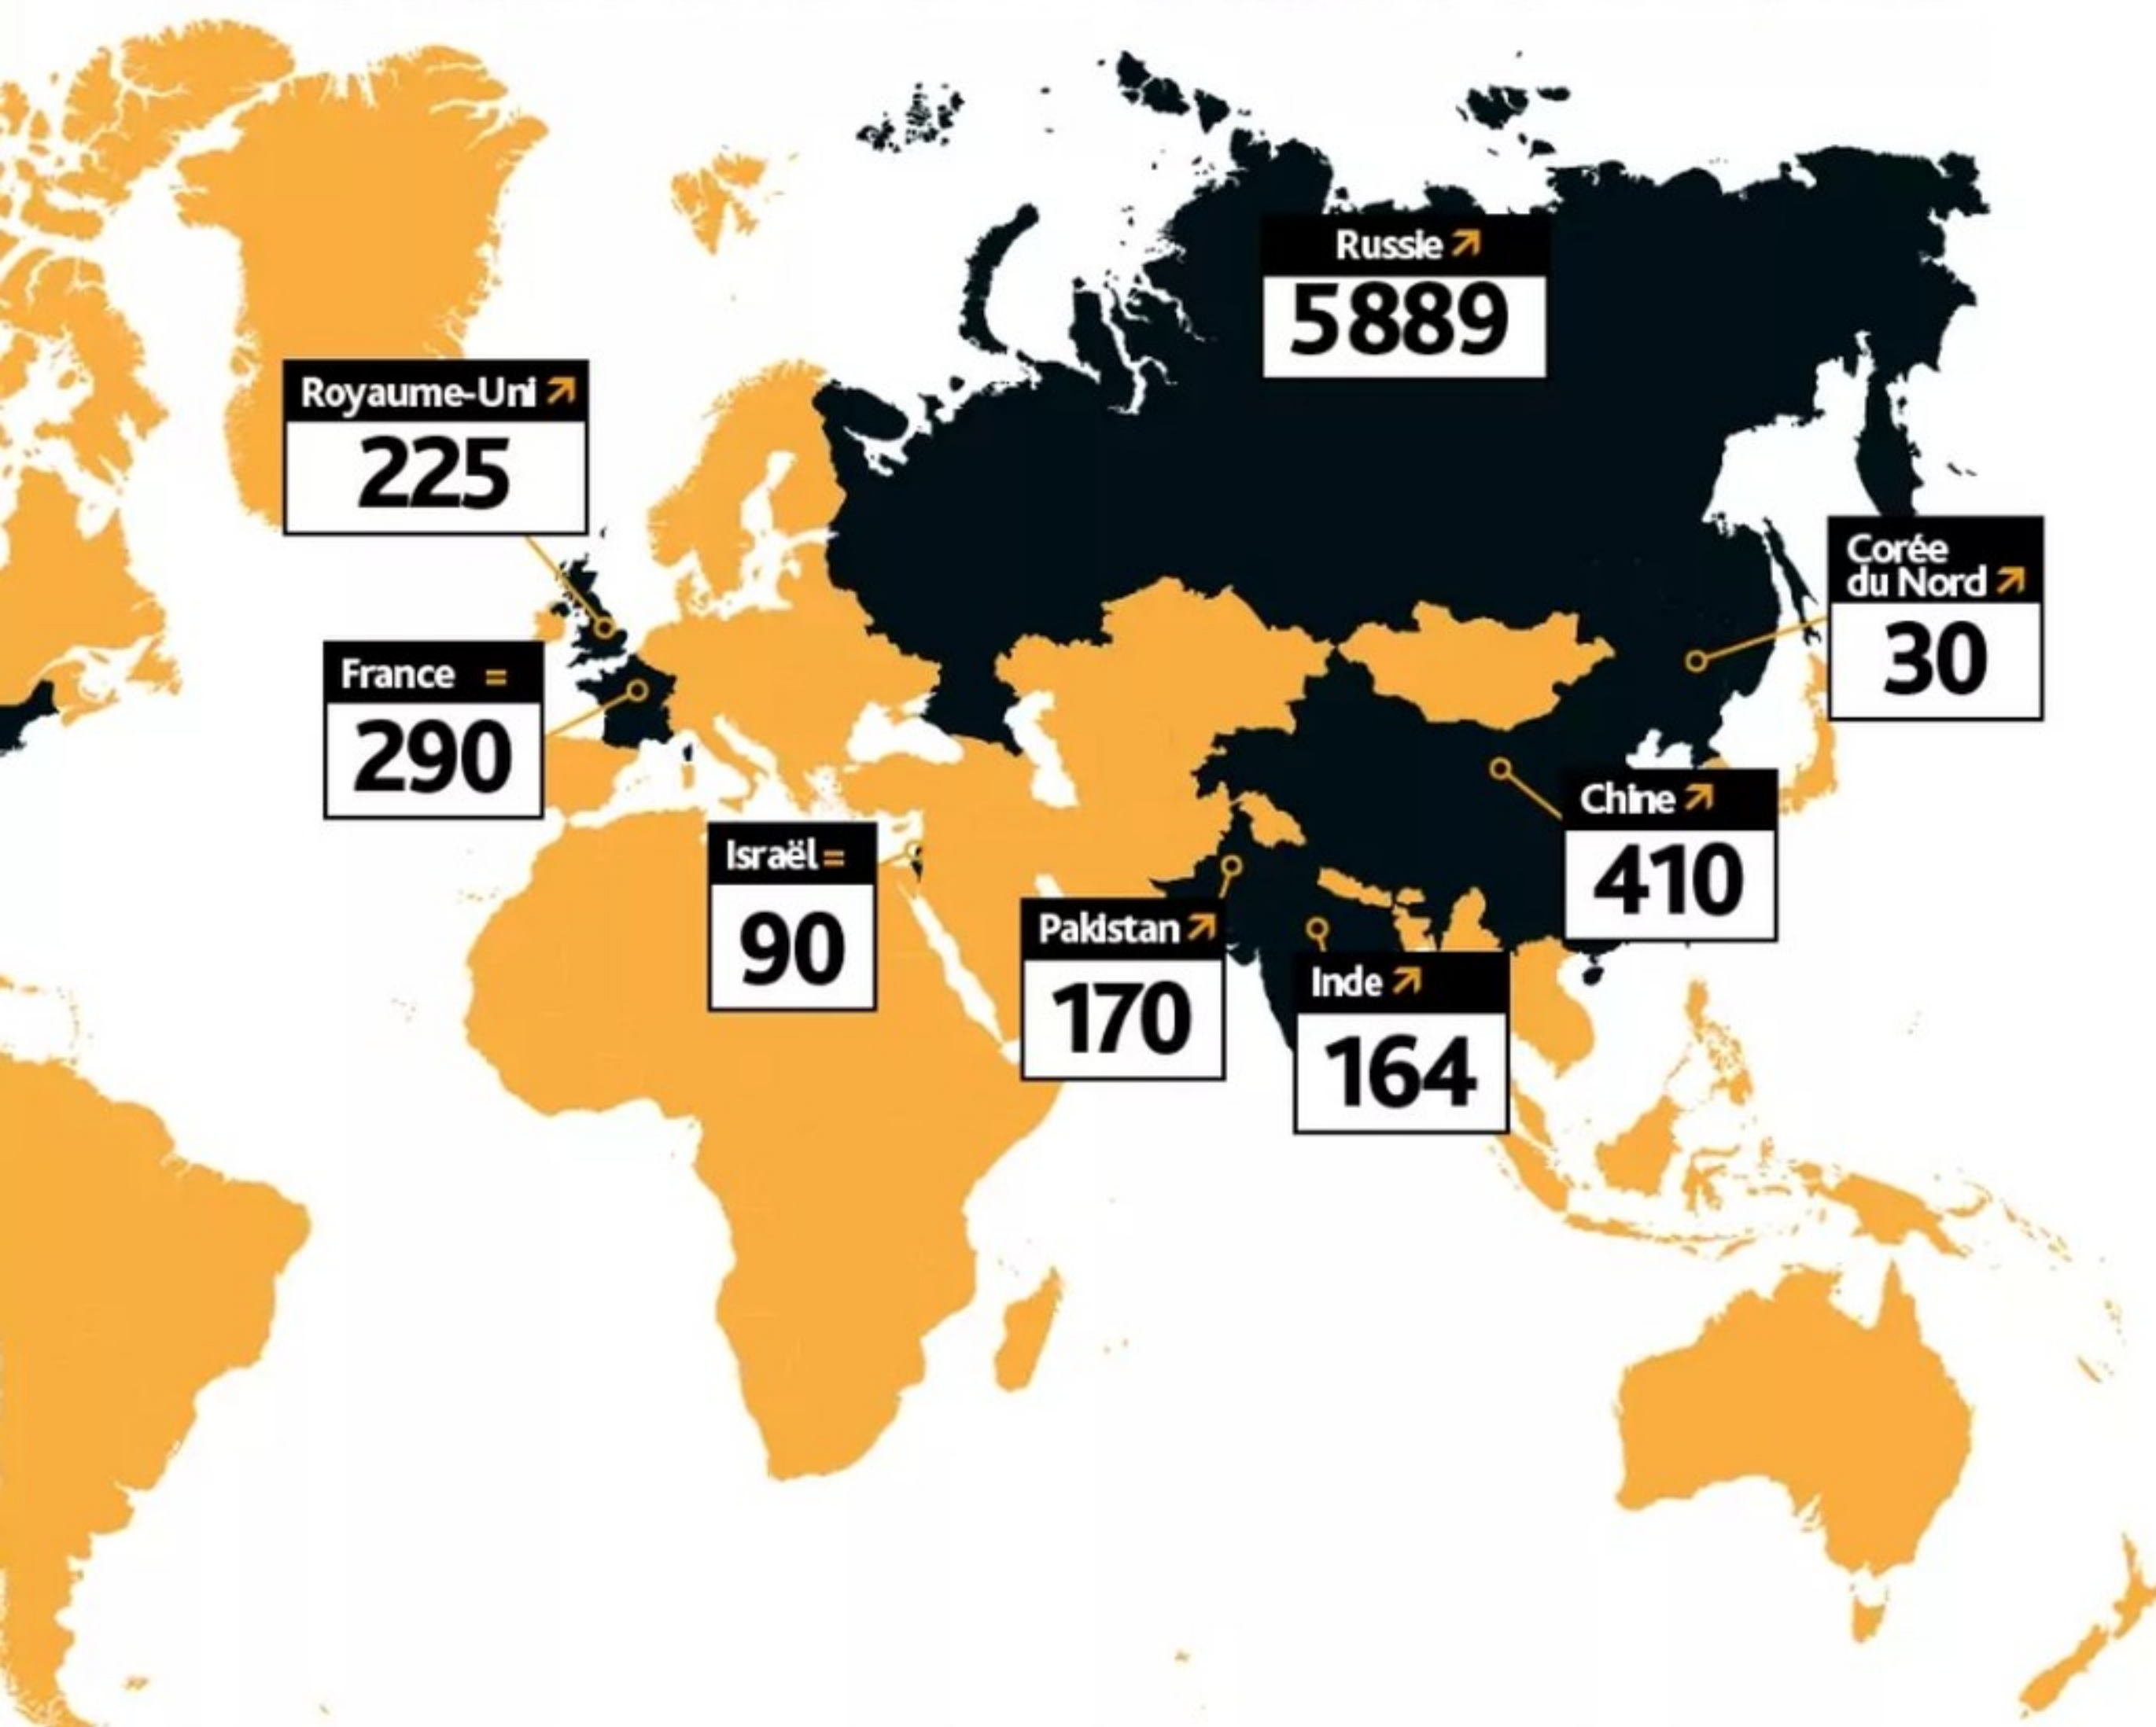 Russie
5889
Royaume-Uni
225
Corée
du Nord
30
France =
290
Chine
410
Israël =
90
Pakistan
170
Inde
164